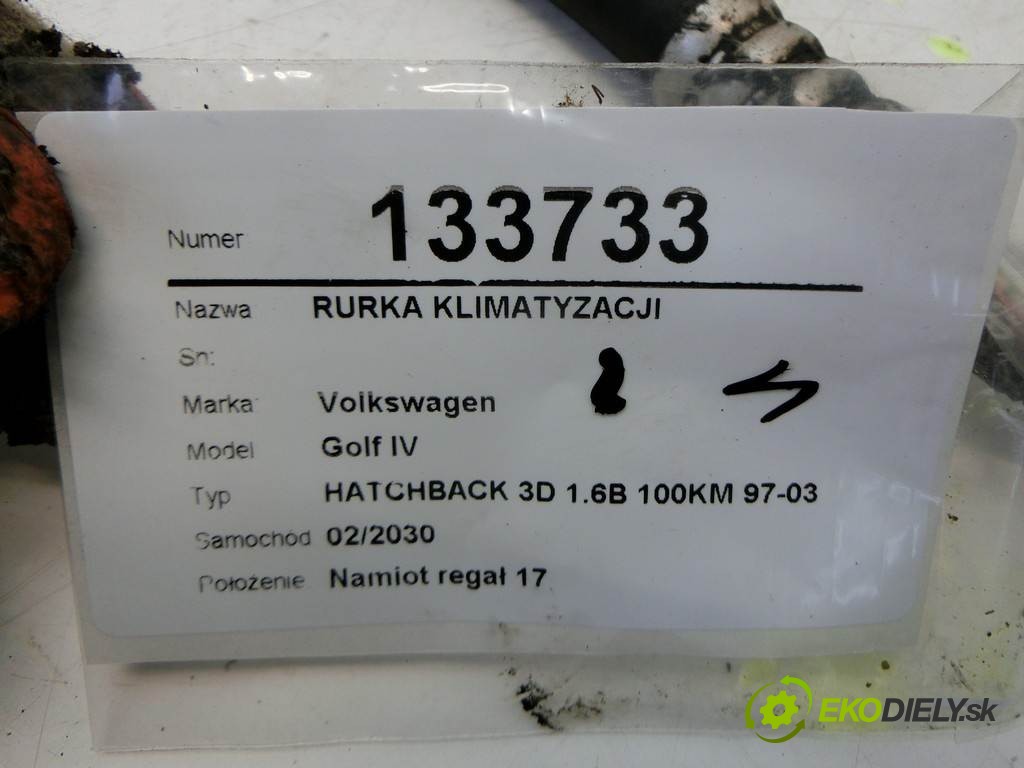 Numer 133733
Nazwa RURKA KLIMATYZACJI
Sn:
Marka Volkswagen
Model Golf IV
Typ HATCHBACK 3D 1.6B 100KM 97-03
Samochód 02/2030
Położenie Namiot regał 17
EKODIELY.sk